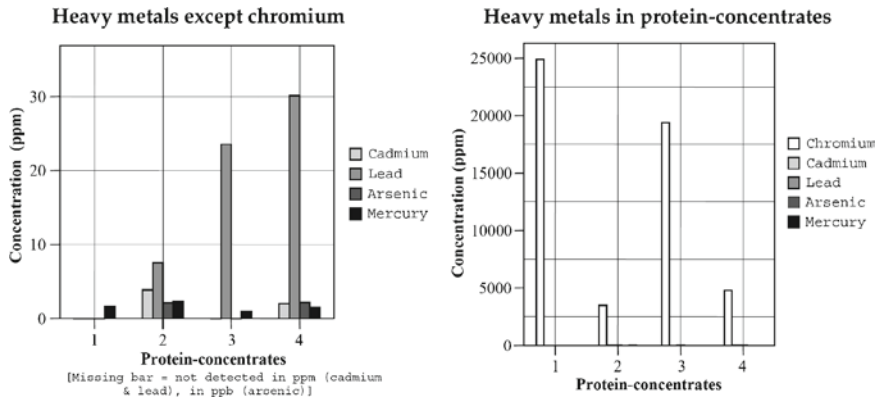 Heavy metals except chromium
Concentration (ppm)
30
20
10
0
1 2 3 4
Protein-concentrates
[Missing bar = not detected in ppm (cadmium
& lead), in ppb (arsenic)]
Cadmium
Lead
Arsenic
Mercury
Heavy metals in protein-concentrates
Concentration (ppm)
25000
20000
15000
10000
5000
0
1 2 3 4
Protein-concentrates
Chromium
Cadmium
Lead
Arsenic
Mercury